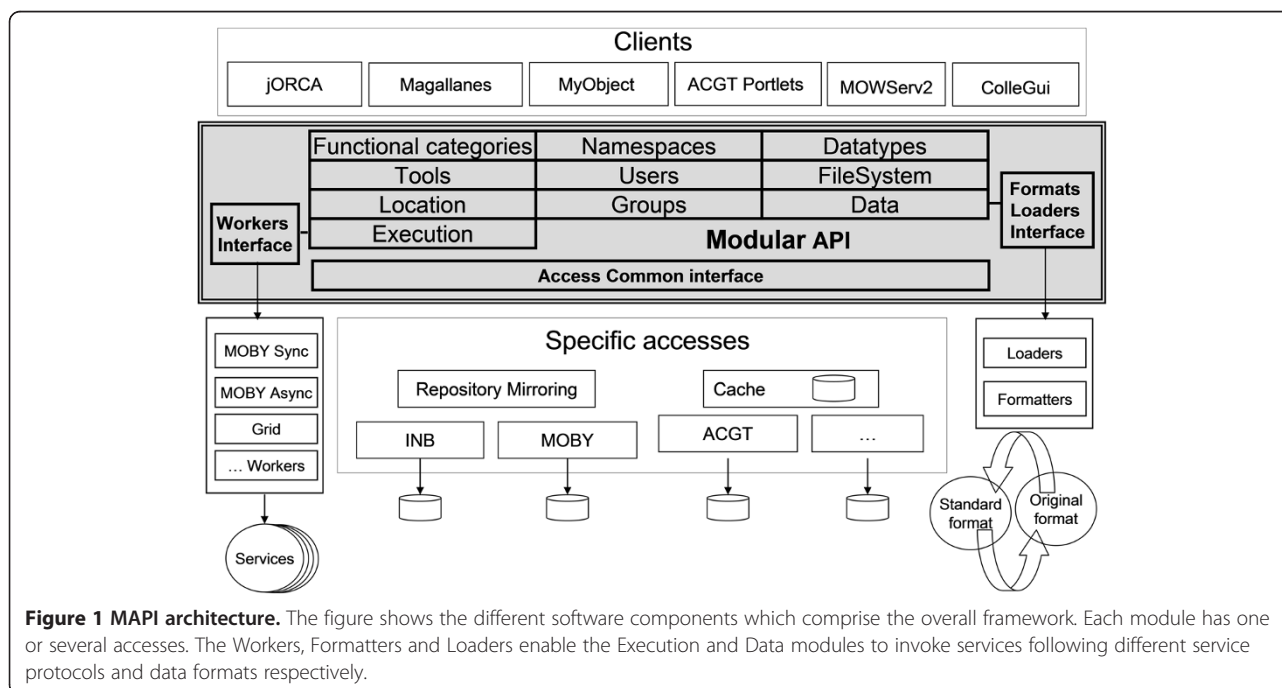 Clients
jORCA
Magallanes
MyObject
ACGT Portlets
MOWServ2
ColleGui
Functional categories
Namespaces
Datatypes
Tools
Users
FileSystem
Location
Groups
Data
Execution
Modular API
Workers
Interface
Formats
Loaders
Interface
Access Common interface
MOBY Sync
MOBY Async
Grid
... Workers
Services
Specific accesses
Repository Mirroring
Cache
INB
MOBY
ACGT
...
Loaders
Formatters
Standard
format
Original
format
Figure 1 MAPI architecture. The figure shows the different software components which comprise the overall framework. Each module has one
or several accesses. The Workers, Formatters and Loaders enable the Execution and Data modules to invoke services following different service
protocols and data formats respectively.